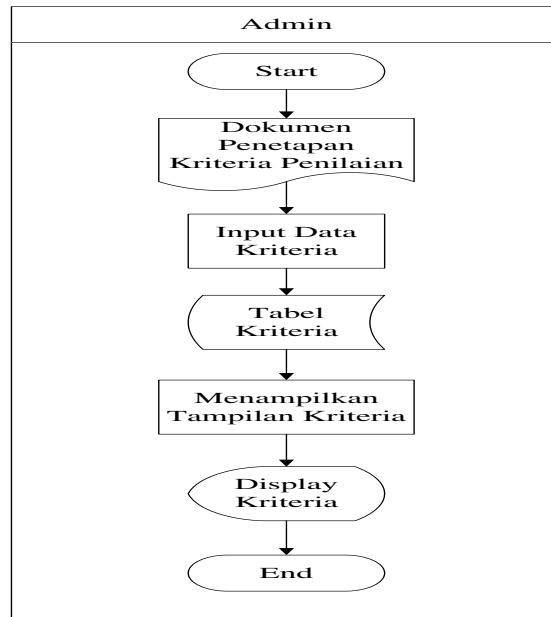 Admin
Start
Dokumen
Penetapan
Kriteria Penilaian
Input Data
Kriteria
Tabel
Kriteria
Menampilkan
Tampilan Kriteria
Display
Kriteria
End